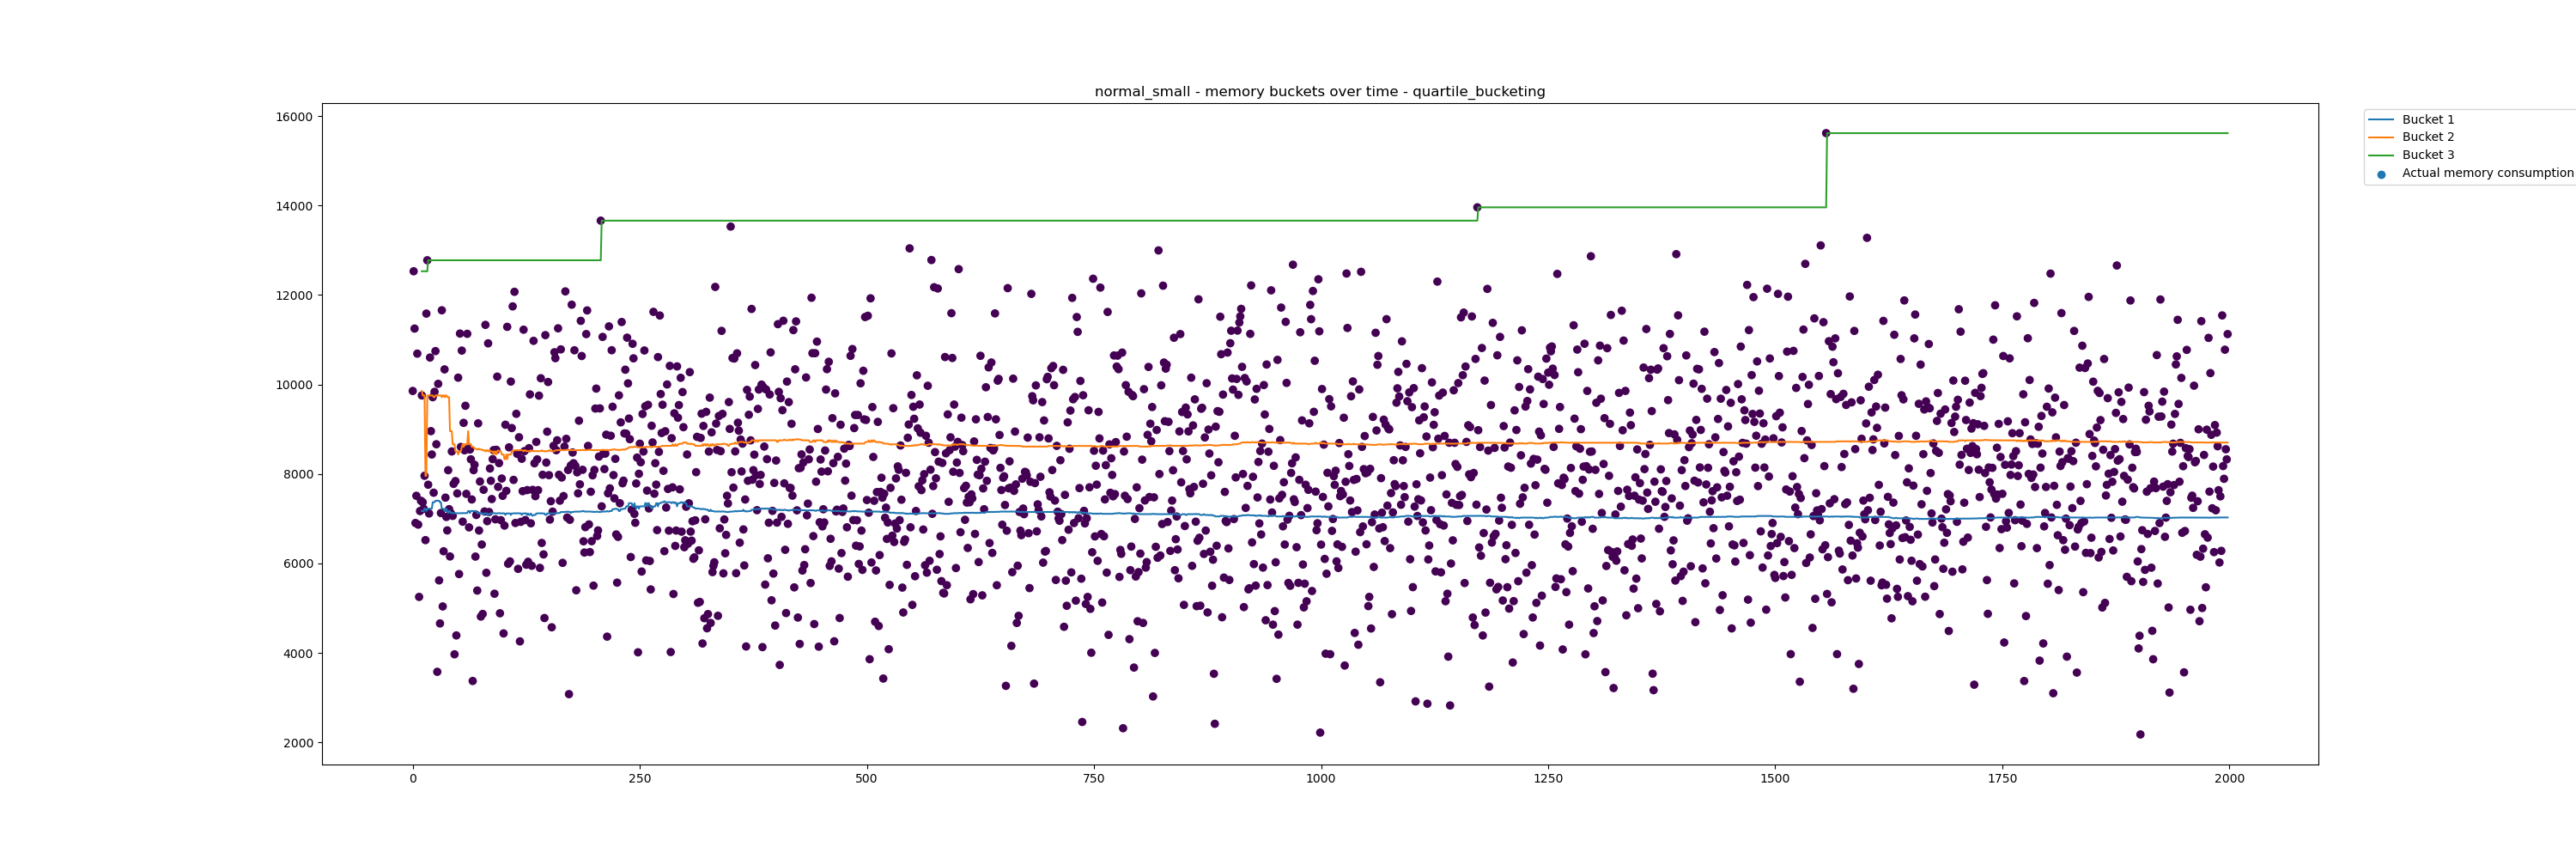 normal_small - memory buckets over time - quartile_bucketing
16000
14000
12000
10000
8000
6000
4000
2000
0 250 500 750 1000 1250 1500 1750 2000
Bucket 1
Bucket 2
Bucket 3
Actual memory consumption